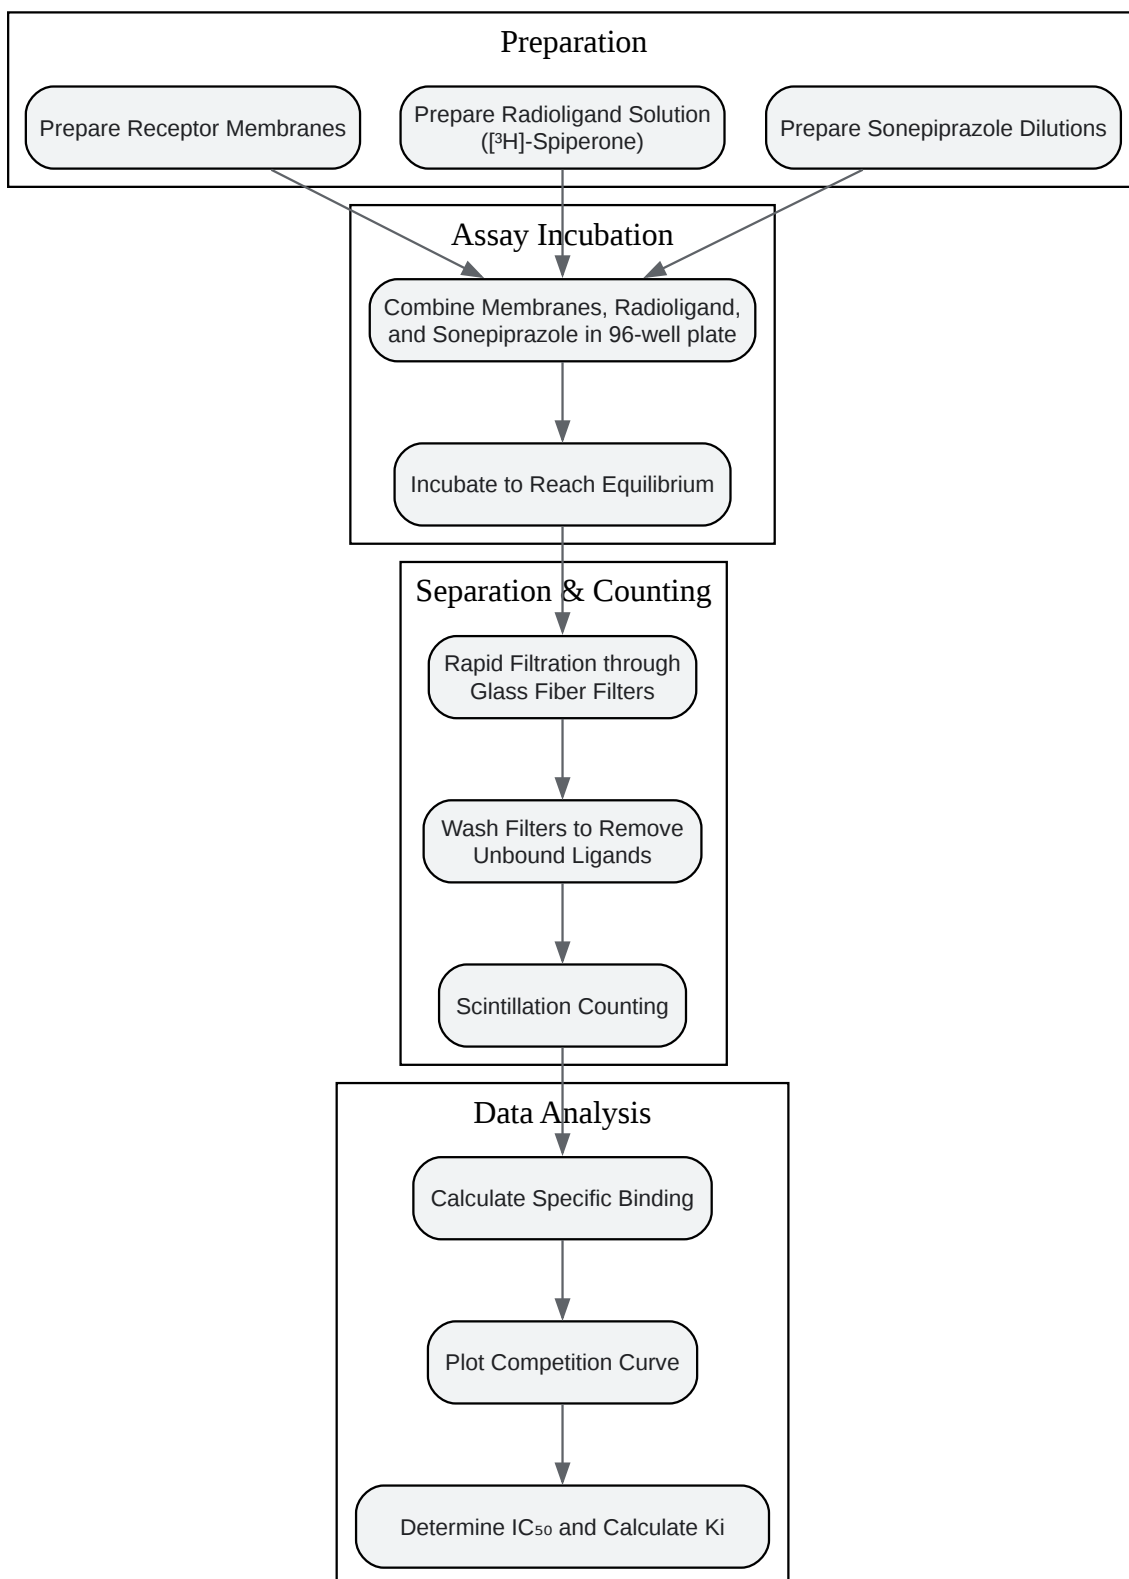 Preparation
Prepare Receptor Membranes
Prepare Radioligand Solution
([³H]-Spiperone)
Prepare Sonepiprazole Dilutions
Assay Incubation
Combine Membranes, Radioligand,
and Sonepiprazole in 96-well plate
Incubate to Reach Equilibrium
Separation & Counting
Rapid Filtration through
Glass Fiber Filters
Wash Filters to Remove
Unbound Ligands
Scintillation Counting
Data Analysis
Calculate Specific Binding
Plot Competition Curve
Determine IC₅₀ and Calculate Ki